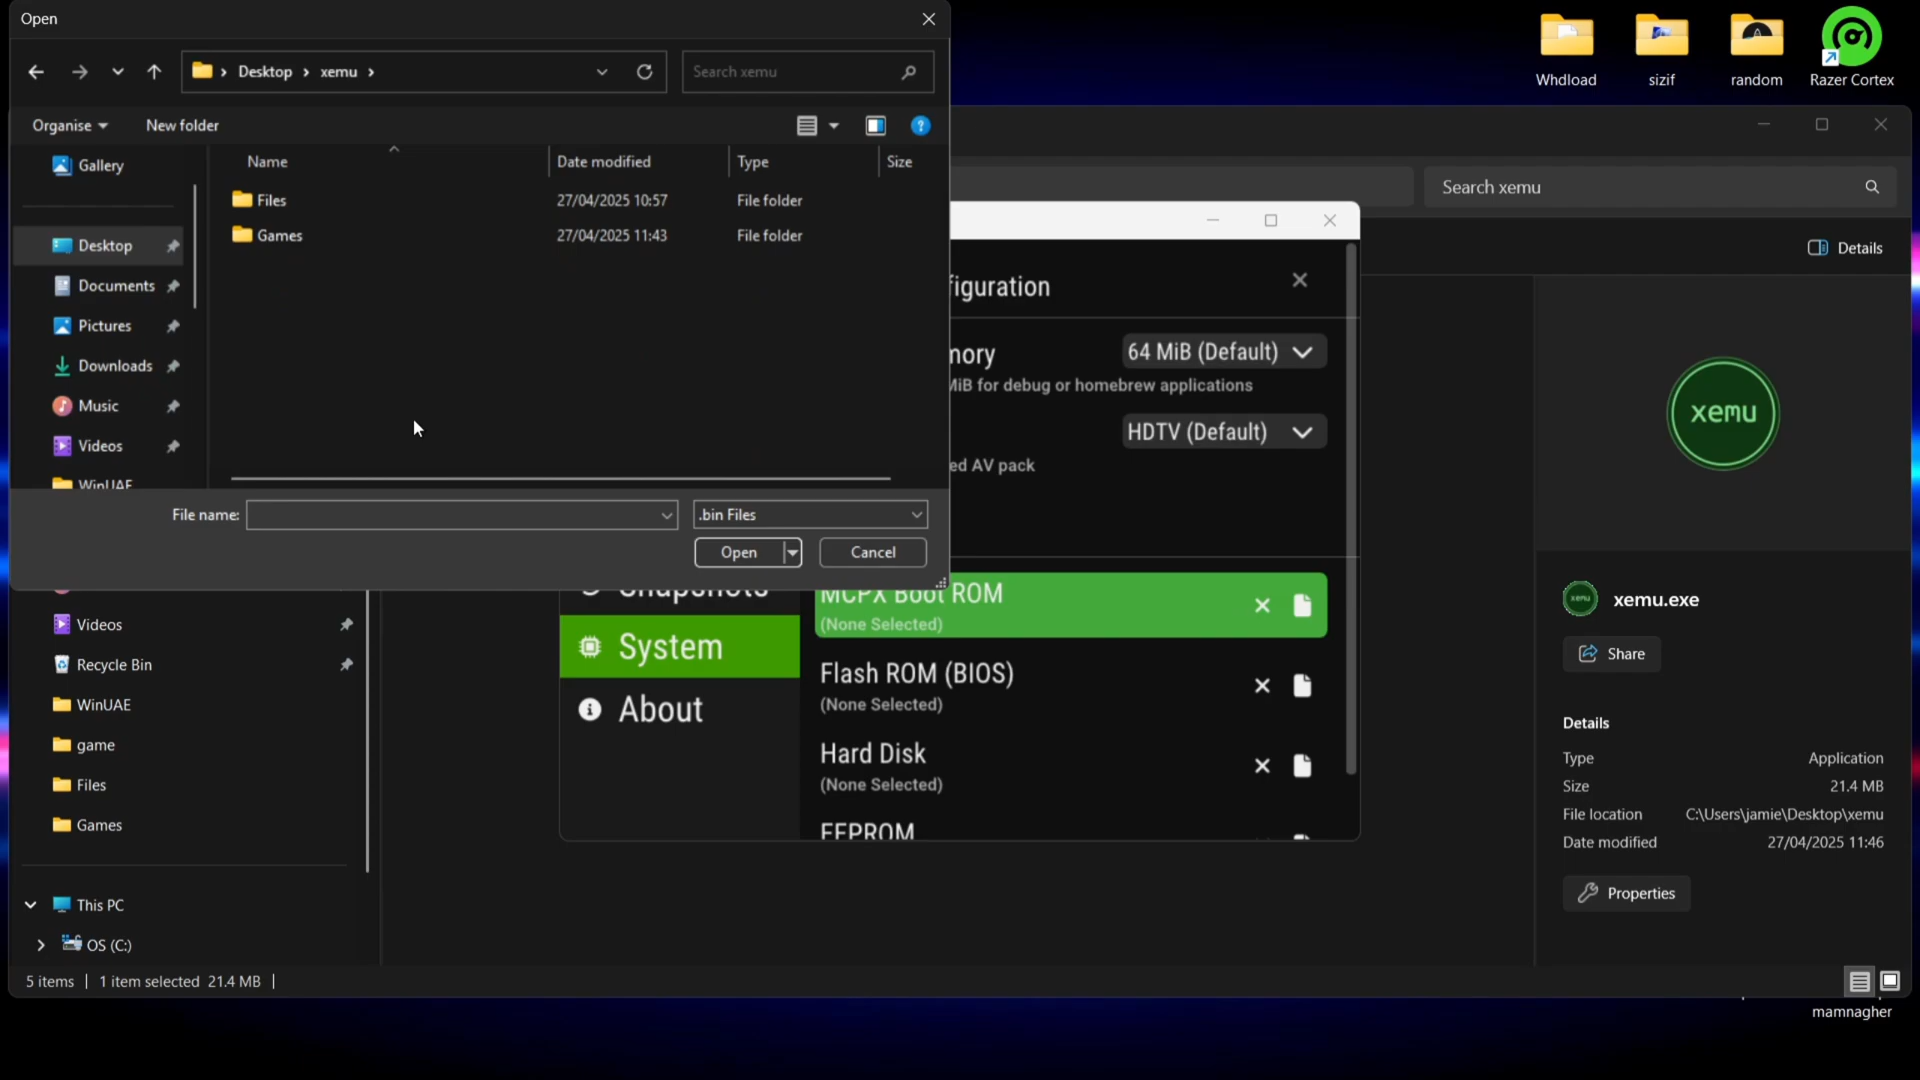 Open
Desktop
xemu
Search xemu
Organise
New folder
Name
Date modified
Type
Size
Gallery
Files
27/04/2025 10:57
File folder
Games
27/04/2025 11:43
File folder
Desktop
Documents
Pictures
Downloads
Music
Videos
WinUAE
File name:
.bin Files
Open
Cancel
Whdload
sizif
random
Razer Cortex
Search xemu
Details
figuration
mory
64 MiB (Default)
MiB for debug or homebrew applications
HDTV (Default)
ed AV pack
Snapshots
System
About
MCPX Boot ROM
(None Selected)
Flash ROM (BIOS)
(None Selected)
Hard Disk
(None Selected)
EEPROM
xemu
xemu
xemu.exe
Share
Details
Type
Application
Size
21.4 MB
File location
C:\Users\jamie\Desktop\xemu
Date modified
27/04/2025 11:46
Properties
Videos
Recycle Bin
WinUAE
game
Files
Games
This PC
OS (C:)
5 items
1 item selected 21.4 MB
mamnagher